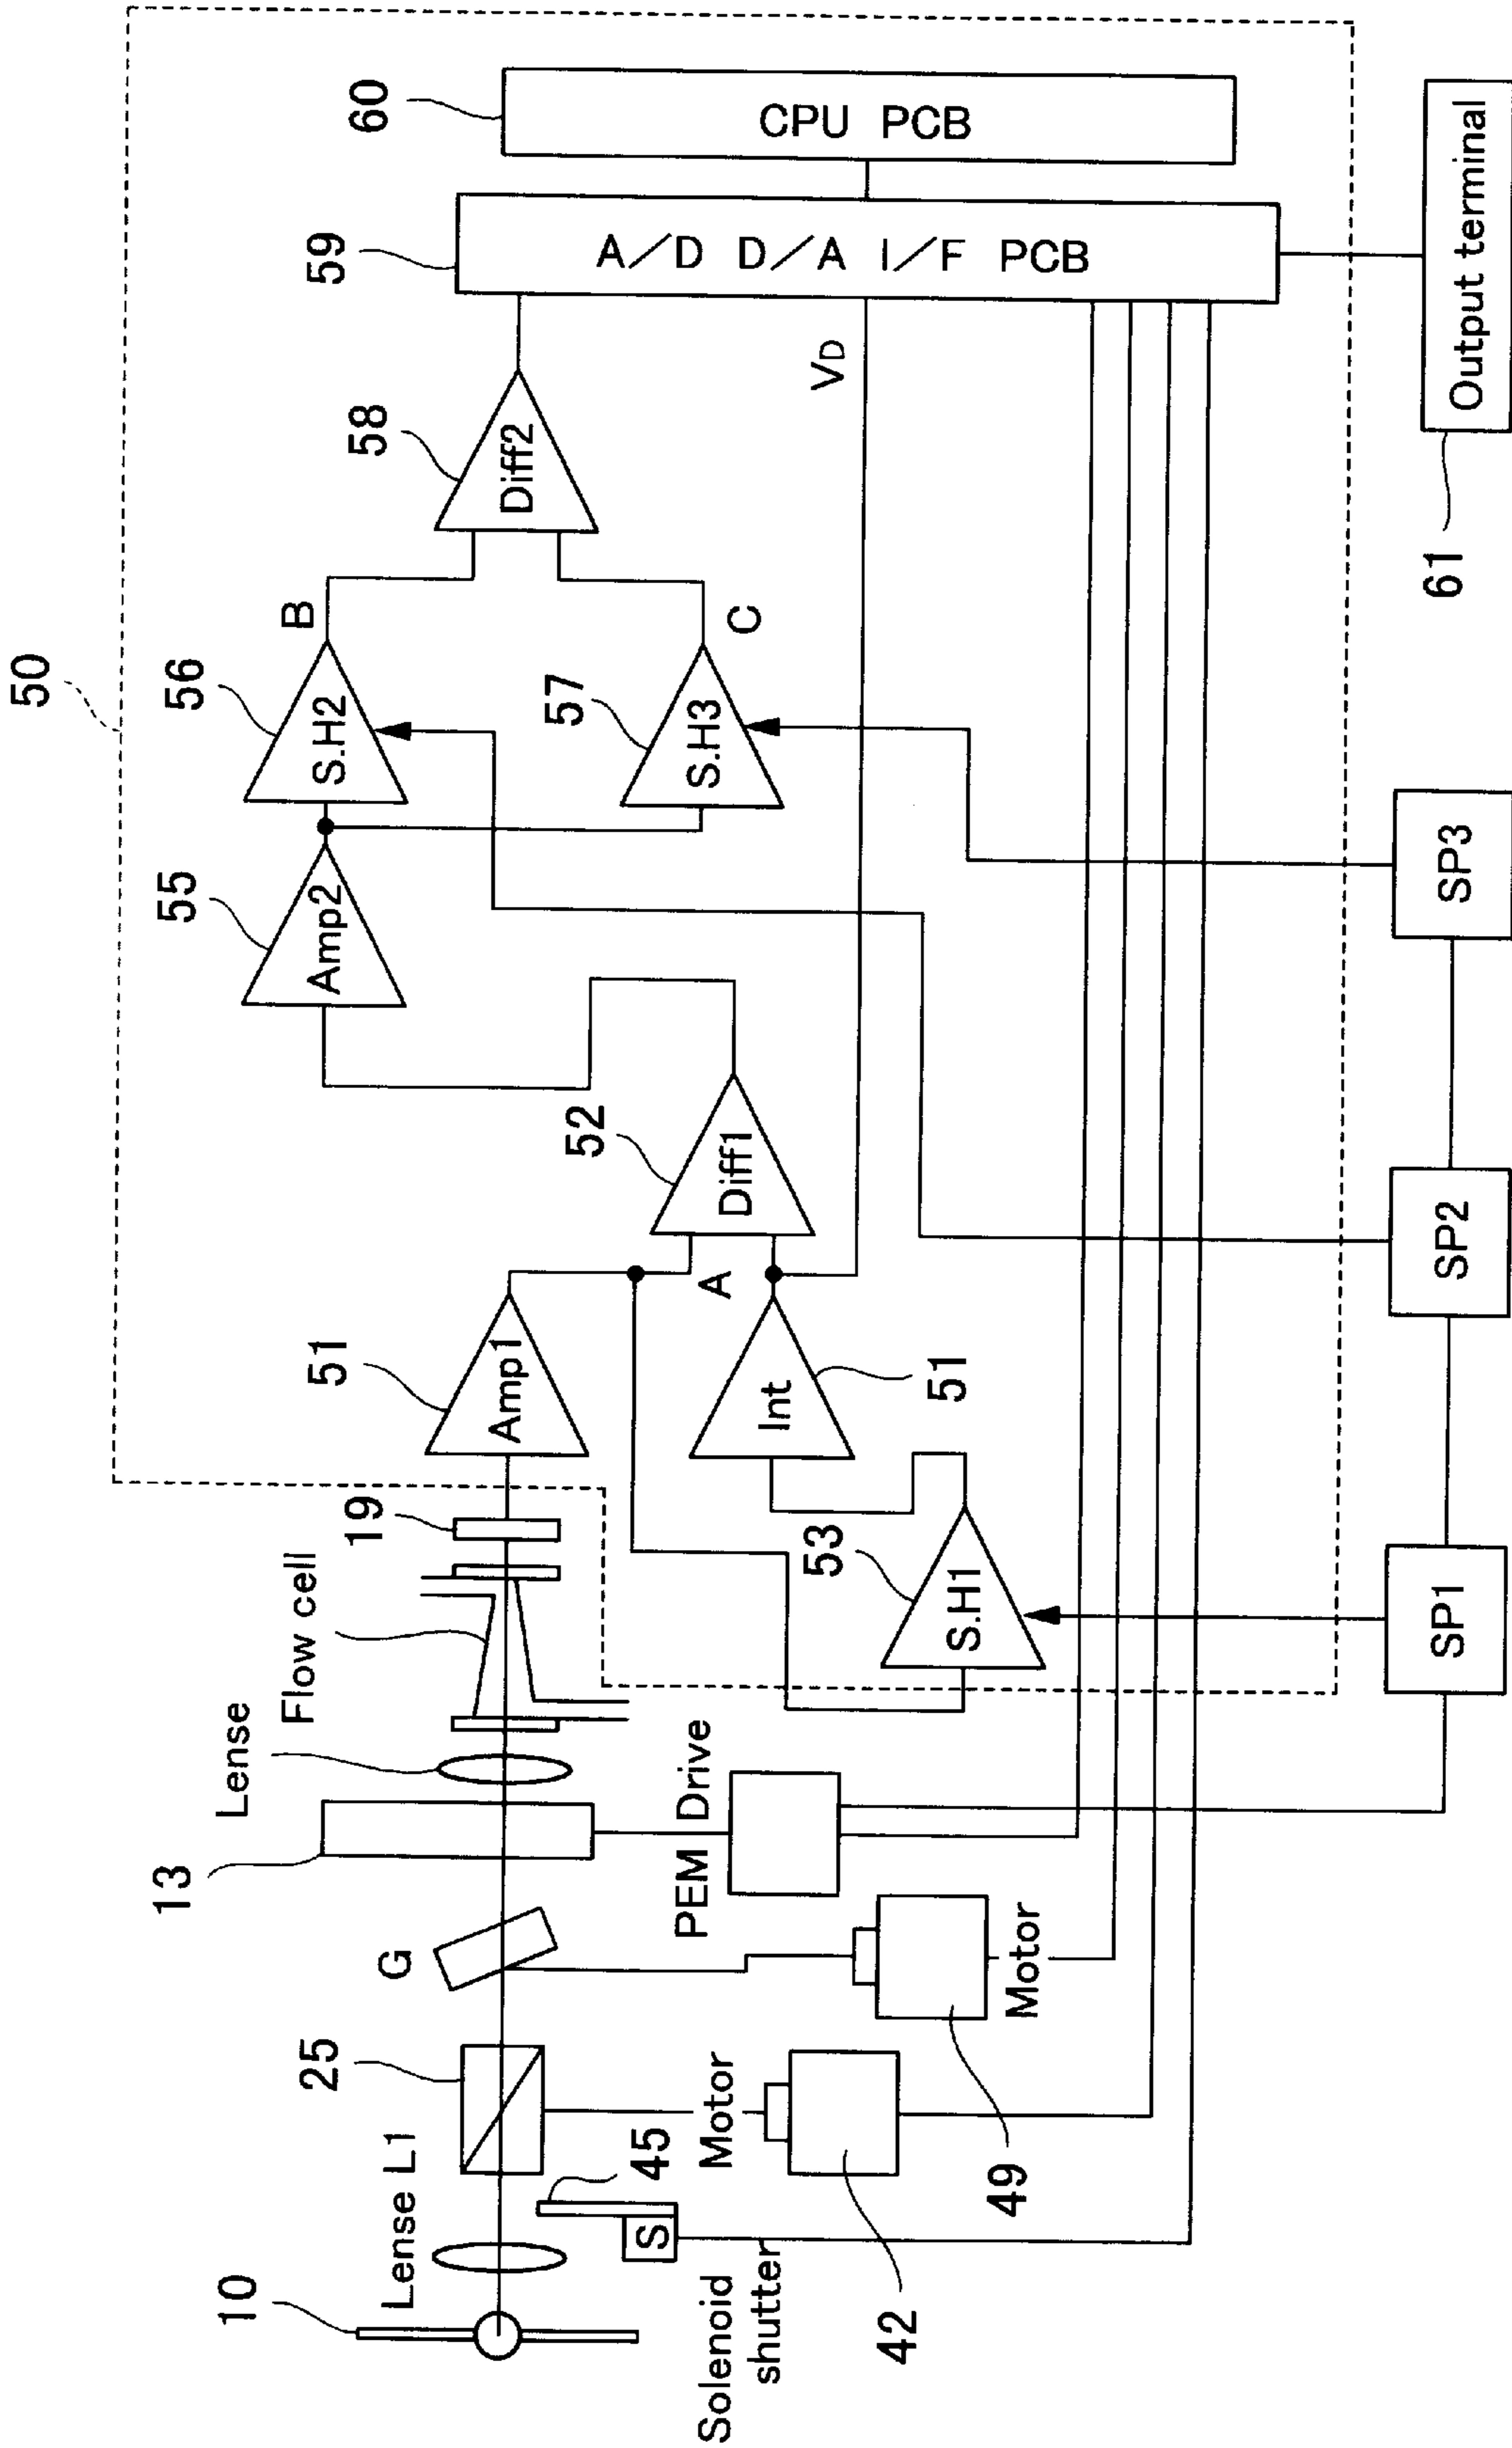 50
60
CPU PCB
59
A/D D/A I/F PCB
58
Diff2
V_D
B
56
S.H2
C
57
S.H3
55
Amp2
52
Diff1
A
51
Amp1
Int
51
53
S.H1
19
Flow cell
Lense
13
PEM Drive
G
Motor
49
25
Motor
42
Lense L1
45
S
Solenoid
shutter
10
SP1
SP2
SP3
Output terminal
61